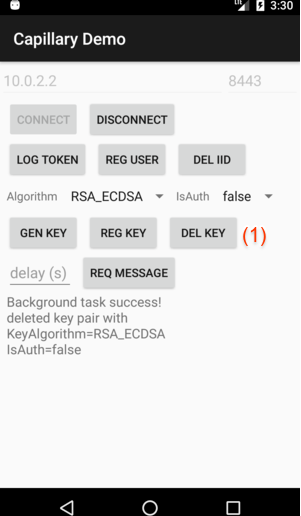 LTE 3:30
Capillary Demo
10.0.2.2 8443
CONNECT DISCONNECT
LOG TOKEN REG USER DEL IID
Algorithm RSA_ECDSA IsAuth false
GEN KEY REG KEY DEL KEY (1)
delay (s) REQ MESSAGE
Background task success!
deleted key pair with
KeyAlgorithm=RSA_ECDSA
IsAuth=false